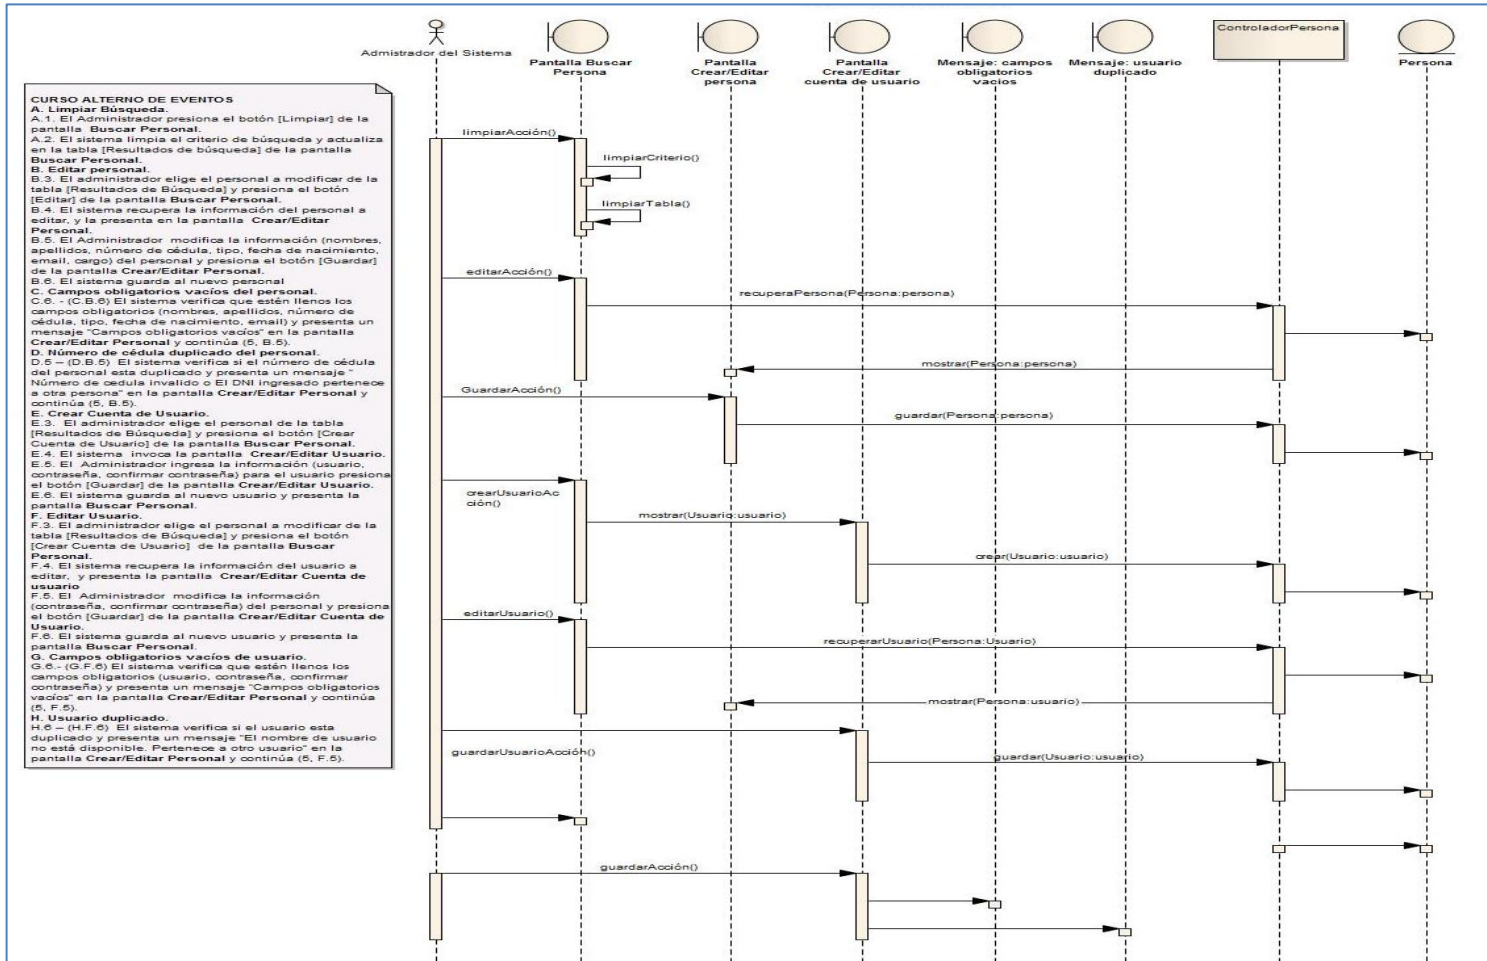 Admistrador del Sistema
Pantalla Buscar
Persona
Pantalla
Crear/Editar
persona
Pantalla
Crear/Editar
cuenta de usuario
Mensaje: campos
obligatorios
vacíos
Mensaje: usuario
duplicado
ControladorPersona
Persona
CURSO ALTERNO DE EVENTOS
A. Limpiar Búsqueda.
A.1. El Administrador presiona el botón [Limpiar] de la
pantalla Buscar Personal.
A.2. El sistema limpia el criterio de búsqueda y actualiza
en la tabla [Resultados de búsqueda] de la pantalla
Buscar Personal.
B. Editar personal.
B.3. El administrador elige el personal a modificar de la
tabla [Resultados de Búsqueda] y presiona el botón
[Editar] de la pantalla Buscar Personal.
B.4. El sistema recupera la información del personal a
editar, y la presenta en la pantalla Crear/Editar
Personal.
B.5. El Administrador modifica la información (nombres,
apellidos, número de cédula, tipo, fecha de nacimiento,
email, cargo) del personal y presiona el botón [Guardar]
de la pantalla Crear/Editar Personal.
B.6. El sistema guarda al nuevo personal
C. Campos obligatorios vacíos del personal.
C.6. - (C.B.6) El sistema verifica que estén llenos los
campos obligatorios (nombres, apellidos, número de
cédula, tipo, fecha de nacimiento, email) y presenta un
mensaje "Campos obligatorios vacíos" en la pantalla
Crear/Editar Personal y continúa (5, B.5).
D. Número de cédula duplicado del personal.
D.5 – (D.B.5) El sistema verifica si el número de cédula
del personal esta duplicado y presenta un mensaje "
Número de cedula invalido o El DNI ingresado pertenece
a otra persona" en la pantalla Crear/Editar Personal y
continúa (5, B.5).
E. Crear Cuenta de Usuario.
E.3. El administrador elige el personal de la tabla
[Resultados de Búsqueda] y presiona el botón [Crear
Cuenta de Usuario] de la pantalla Buscar Personal.
E.4. El sistema invoca la pantalla Crear/Editar Usuario.
E.5. El Administrador ingresa la información (usuario,
contraseña, confirmar contraseña) para el usuario presiona
el botón [Guardar] de la pantalla Crear/Editar Usuario.
E.6. El sistema guarda al nuevo usuario y presenta la
pantalla Buscar Personal.
F. Editar Usuario.
F.3. El administrador elige el personal a modificar de la
tabla [Resultados de Búsqueda] y presiona el botón
[Crear Cuenta de Usuario] de la pantalla Buscar
Personal.
F.4. El sistema recupera la información del usuario a
editar, y presenta la pantalla Crear/Editar Cuenta de
usuario
F.5. El Administrador modifica la información
(contraseña, confirmar contraseña) del personal y presiona
el botón [Guardar] de la pantalla Crear/Editar Cuenta de
Usuario.
F.6. El sistema guarda al nuevo usuario y presenta la
pantalla Buscar Personal.
G. Campos obligatorios vacíos de usuario.
G.6.- (G.F.6) El sistema verifica que estén llenos los
campos obligatorios (usuario, contraseña, confirmar
contraseña) y presenta un mensaje "Campos obligatorios
vacíos" en la pantalla Crear/Editar Personal y continúa
(5, F.5).
H. Usuario duplicado.
H.6 – (H.F.6) El sistema verifica si el usuario esta
duplicado y presenta un mensaje "El nombre de usuario
no está disponible. Pertenece a otro usuario" en la
pantalla Crear/Editar Personal y continúa (5, F.5).
limpiarAcción()
limpiarCriterio()
limpiarTabla()
editarAcción()
recuperaPersona(Persona:persona)
mostrar(Persona:persona)
GuardarAcción()
guardar(Persona:persona)
crearUsuarioAc
ción()
mostrar(Usuario:usuario)
crear(Usuario:usuario)
editarUsuario()
recuperarUsuario(Persona:Usuario)
mostrar(Persona:usuario)
guardarUsuarioAcción()
guardar(Usuario:usuario)
guardarAcción()